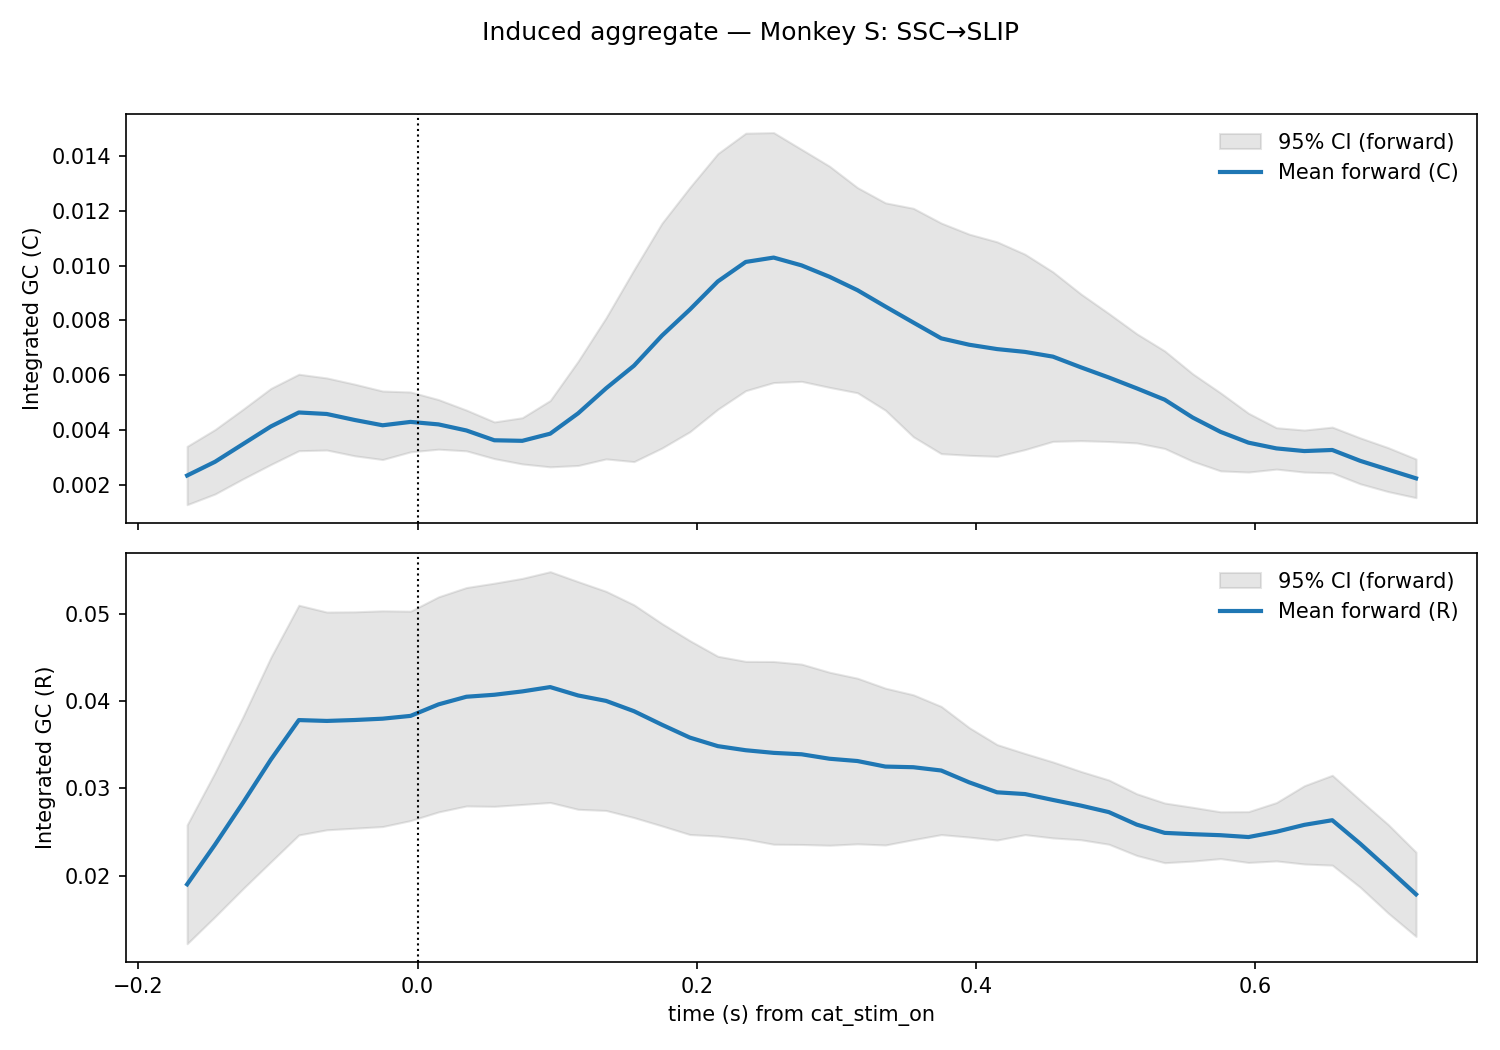 Induced aggregate — Monkey S: SSC→SLIP
Integrated GC (C)
0.014
0.012
0.010
0.008
0.006
0.004
0.002
95% CI (forward)
Mean forward (C)
Integrated GC (R)
0.05
0.04
0.03
0.02
95% CI (forward)
Mean forward (R)
−0.2
0.0
0.2
0.4
0.6
time (s) from cat_stim_on